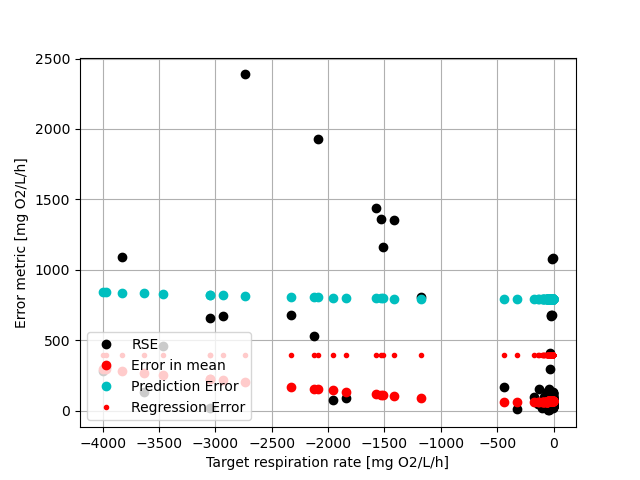 2500
2000
1500
1000
500
0
Error metric [mg O2/L/h]
RSE
Error in mean
Prediction Error
Regression Error
−4000 −3500 −3000 −2500 −2000 −1500 −1000 −500 0
Target respiration rate [mg O2/L/h]